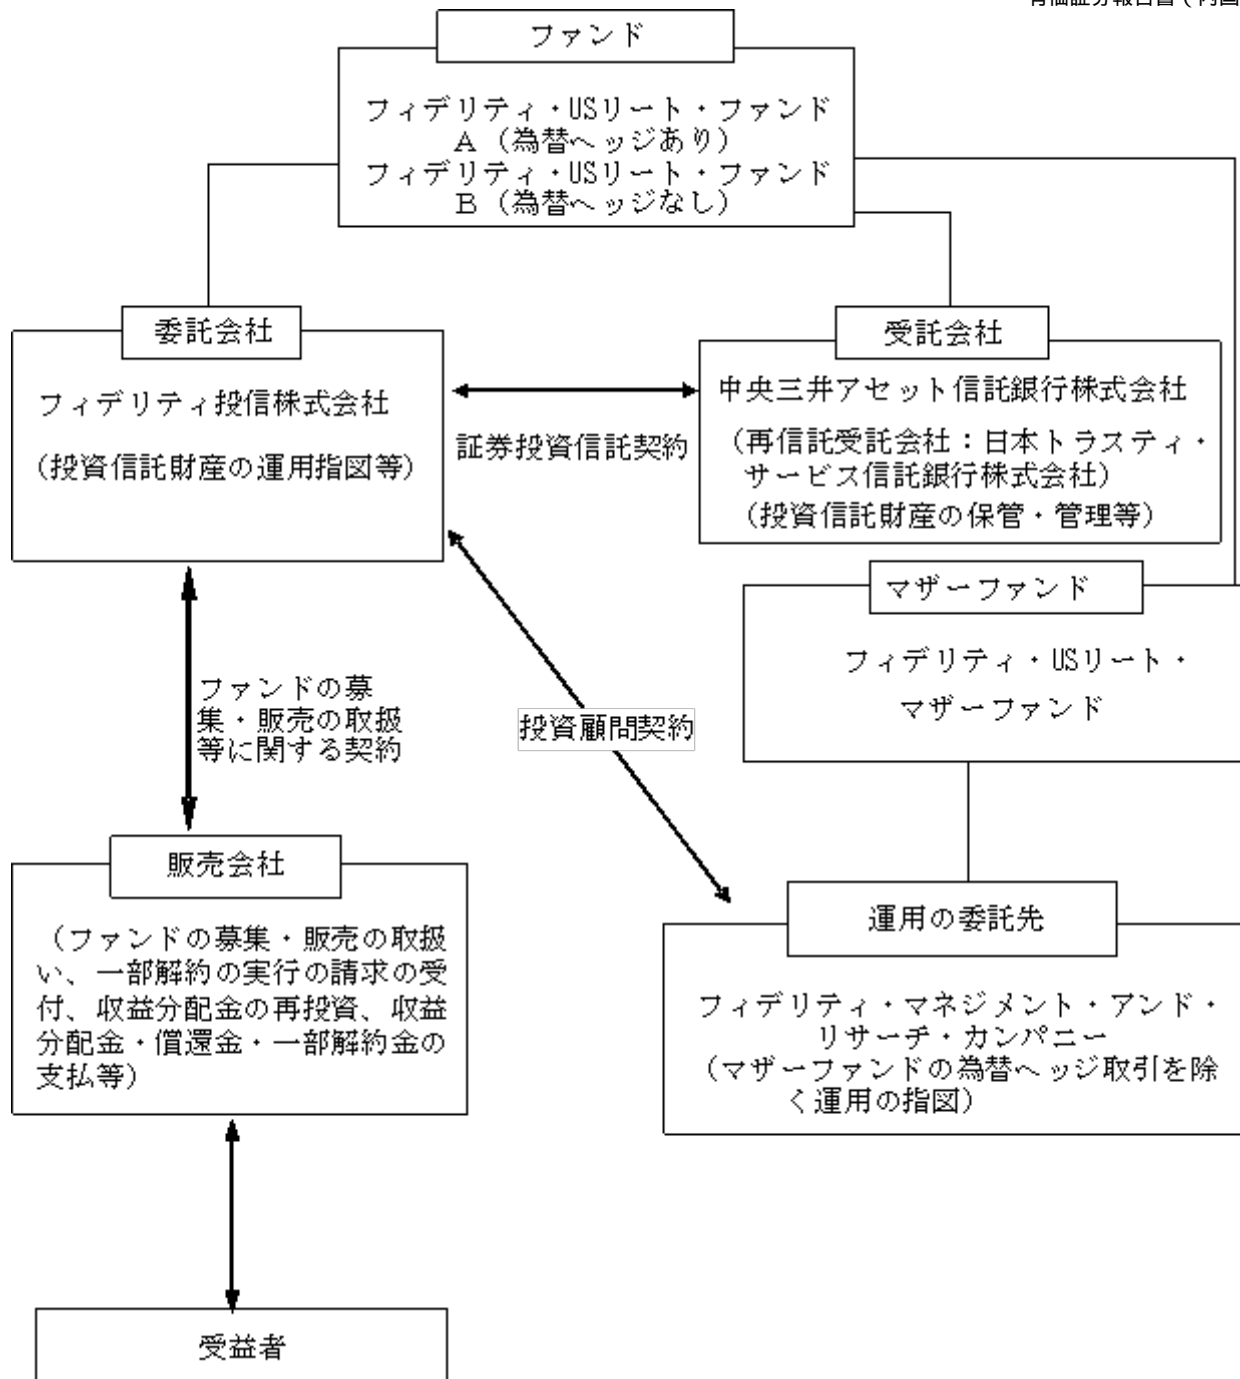 有価証券報告書（内国
ファンド
フィデリティ・USリート・ファンド
A（為替ヘッジあり）
フィデリティ・USリート・ファンド
B（為替ヘッジなし）
委託会社
フィデリティ投信株式会社
（投資信託財産の運用指図等）
証券投資信託契約
受託会社
中央三井アセット信託銀行株式会社
（再信託受託会社：日本トラスティ・
サービス信託銀行株式会社）
（投資信託財産の保管・管理等）
マザーファンド
フィデリティ・USリート・
マザーファンド
ファンドの募
集・販売の取扱
等に関する契約
投資顧問契約
販売会社
（ファンドの募集・販売の取扱
い、一部解約の実行の請求の受
付、収益分配金の再投資、収益
分配金・償還金・一部解約金の
支払等）
運用の委託先
フィデリティ・マネジメント・アンド・
リサーチ・カンパニー
（マザーファンドの為替ヘッジ取引を除
く運用の指図）
受益者